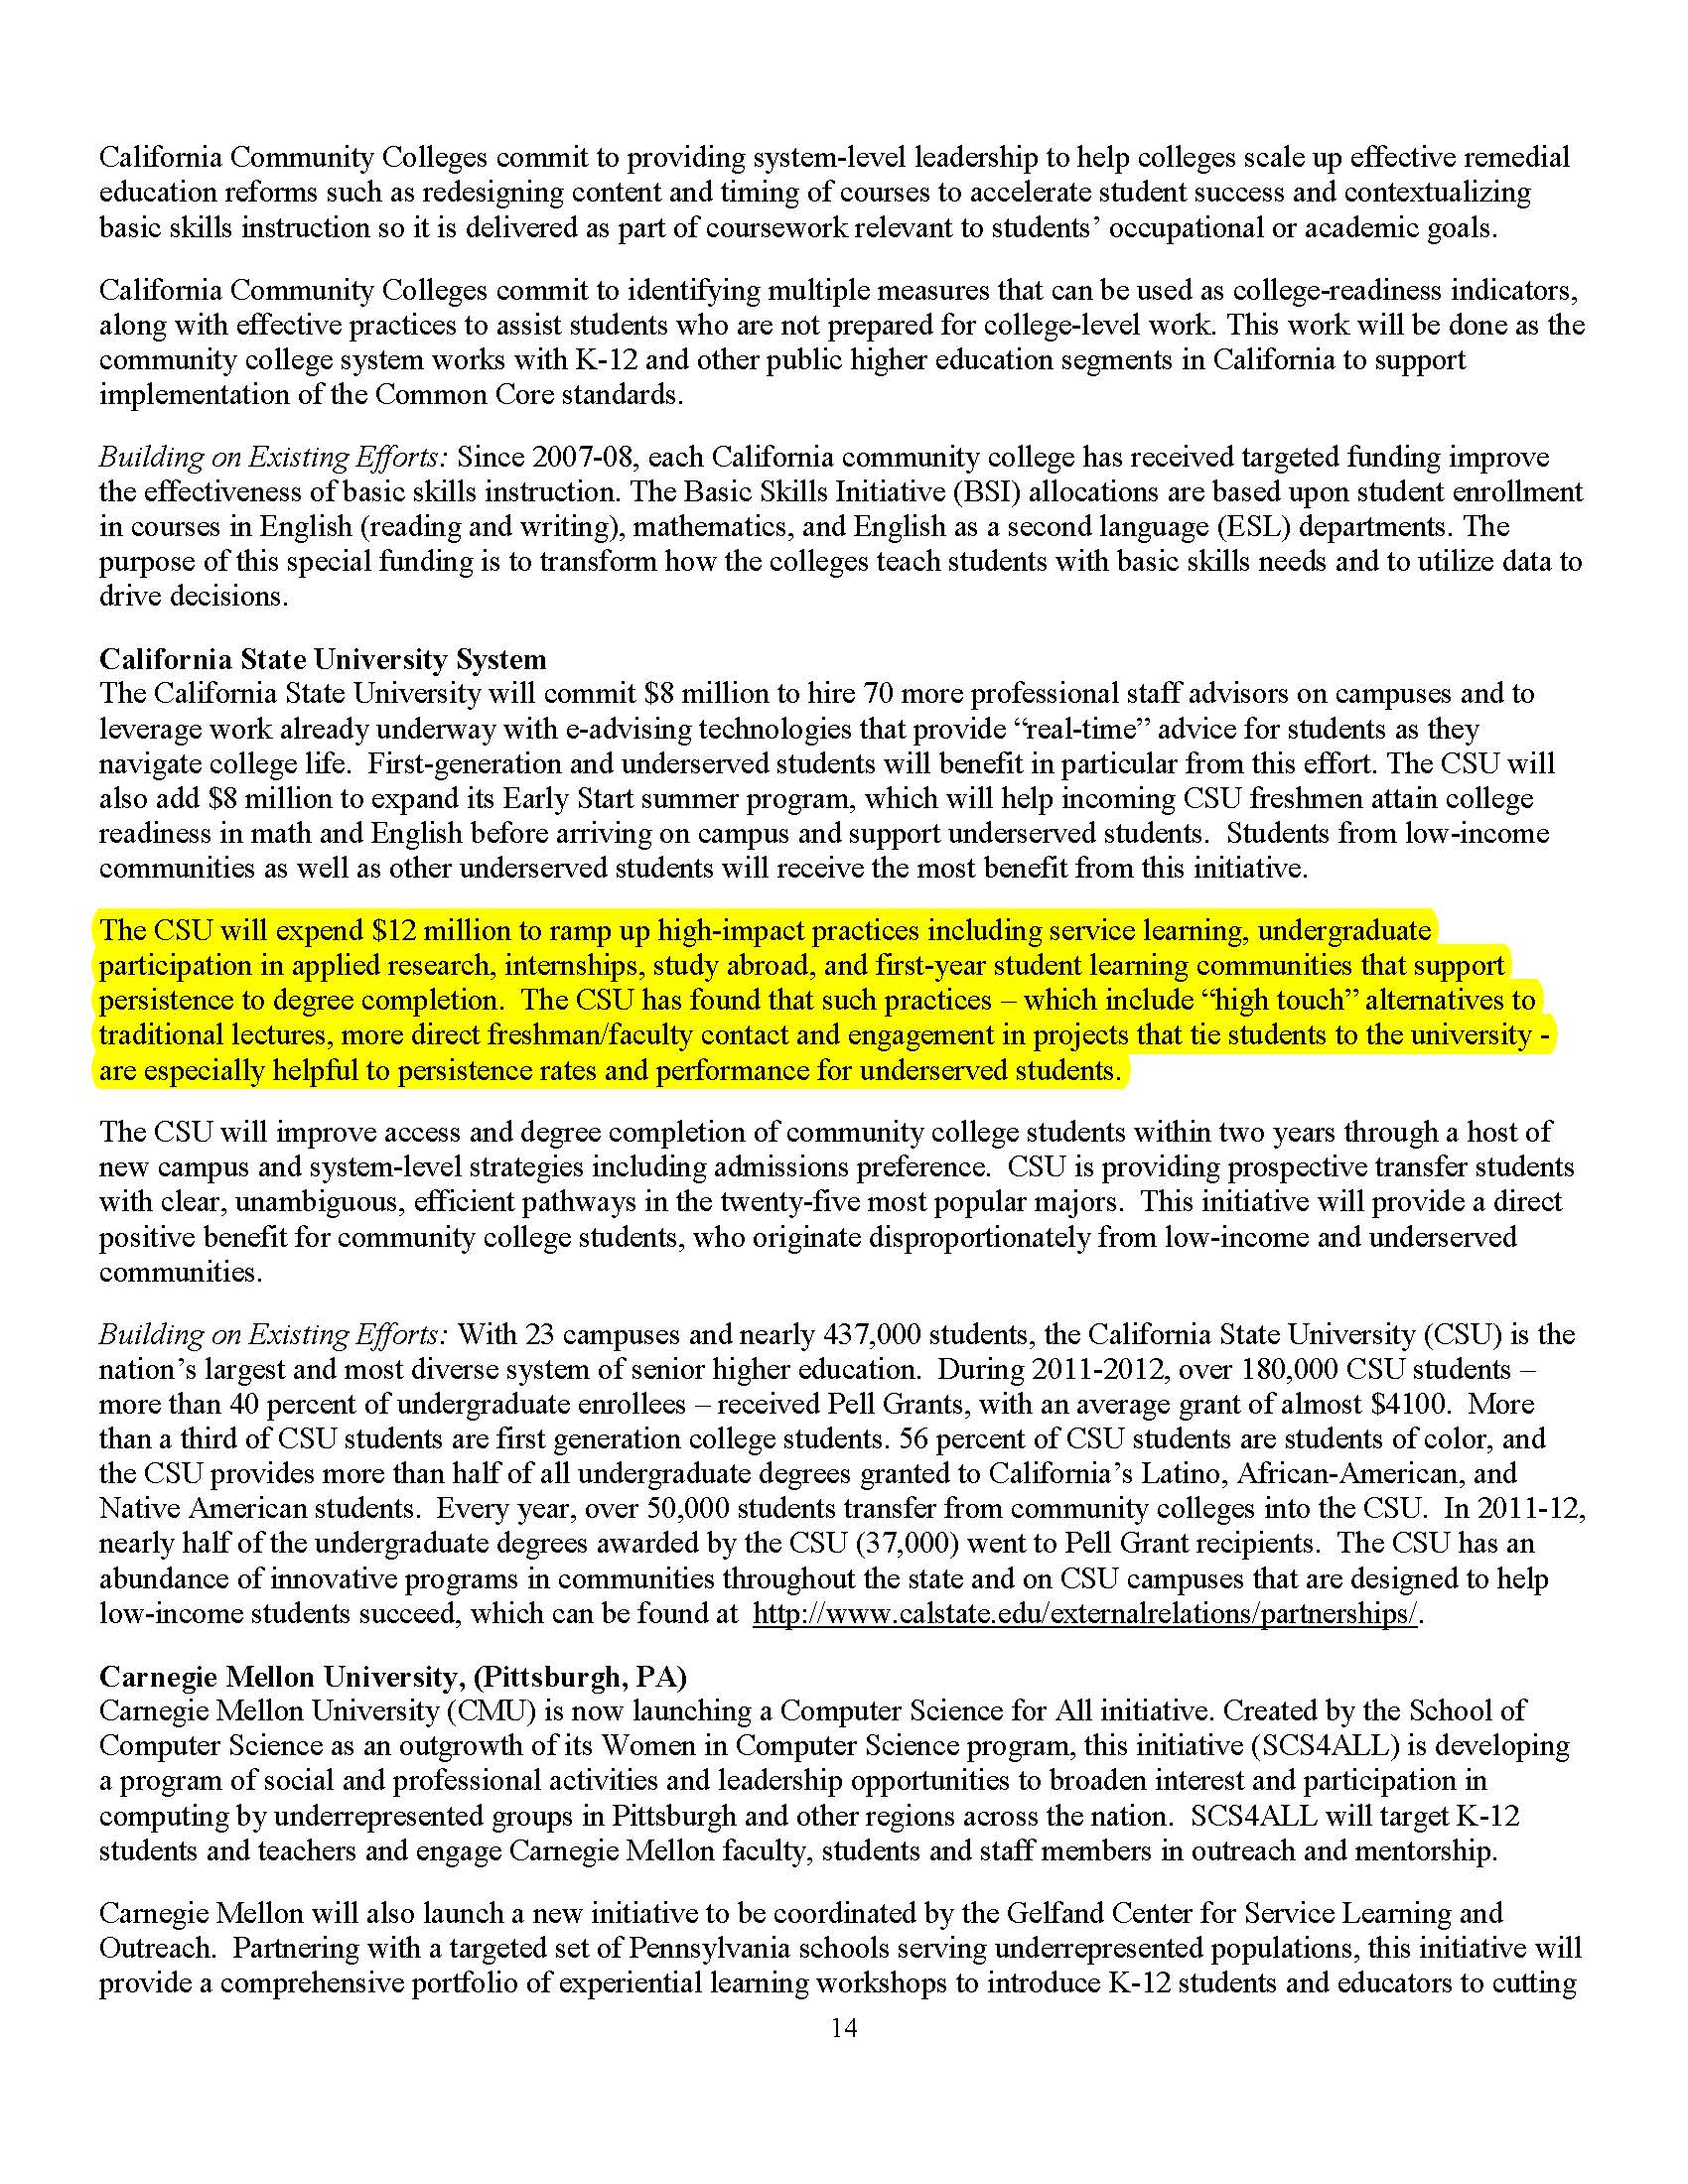 California Community Colleges commit to providing system-level leadership to help colleges scale up effective remedial
education reforms such as redesigning content and timing of courses to accelerate student success and contextualizing
basic skills instruction so it is delivered as part of coursework relevant to students’ occupational or academic goals.
California Community Colleges commit to identifying multiple measures that can be used as college-readiness indicators,
along with effective practices to assist students who are not prepared for college-level work. This work will be done as the
community college system works with K-12 and other public higher education segments in California to support
implementation of the Common Core standards.
Building on Existing Efforts: Since 2007-08, each California community college has received targeted funding improve
the effectiveness of basic skills instruction. The Basic Skills Initiative (BSI) allocations are based upon student enrollment
in courses in English (reading and writing), mathematics, and English as a second language (ESL) departments. The
purpose of this special funding is to transform how the colleges teach students with basic skills needs and to utilize data to
drive decisions.
California State University System
The California State University will commit $8 million to hire 70 more professional staff advisors on campuses and to
leverage work already underway with e-advising technologies that provide “real-time” advice for students as they
navigate college life.  First-generation and underserved students will benefit in particular from this effort. The CSU will
also add $8 million to expand its Early Start summer program, which will help incoming CSU freshmen attain college
readiness in math and English before arriving on campus and support underserved students.  Students from low-income
communities as well as other underserved students will receive the most benefit from this initiative.
The CSU will expend $12 million to ramp up high-impact practices including service learning, undergraduate
participation in applied research, internships, study abroad, and first-year student learning communities that support
persistence to degree completion.  The CSU has found that such practices – which include “high touch” alternatives to
traditional lectures, more direct freshman/faculty contact and engagement in projects that tie students to the university -
are especially helpful to persistence rates and performance for underserved students.
The CSU will improve access and degree completion of community college students within two years through a host of
new campus and system-level strategies including admissions preference.  CSU is providing prospective transfer students
with clear, unambiguous, efficient pathways in the twenty-five most popular majors.  This initiative will provide a direct
positive benefit for community college students, who originate disproportionately from low-income and underserved
communities.
Building on Existing Efforts: With 23 campuses and nearly 437,000 students, the California State University (CSU) is the
nation’s largest and most diverse system of senior higher education.  During 2011-2012, over 180,000 CSU students –
more than 40 percent of undergraduate enrollees – received Pell Grants, with an average grant of almost $4100.  More
than a third of CSU students are first generation college students. 56 percent of CSU students are students of color, and
the CSU provides more than half of all undergraduate degrees granted to California’s Latino, African-American, and
Native American students.  Every year, over 50,000 students transfer from community colleges into the CSU.  In 2011-12,
nearly half of the undergraduate degrees awarded by the CSU (37,000) went to Pell Grant recipients.  The CSU has an
abundance of innovative programs in communities throughout the state and on CSU campuses that are designed to help
low-income students succeed, which can be found at  http://www.calstate.edu/externalrelations/partnerships/.
Carnegie Mellon University, (Pittsburgh, PA)
Carnegie Mellon University (CMU) is now launching a Computer Science for All initiative. Created by the School of
Computer Science as an outgrowth of its Women in Computer Science program, this initiative (SCS4ALL) is developing
a program of social and professional activities and leadership opportunities to broaden interest and participation in
computing by underrepresented groups in Pittsburgh and other regions across the nation.  SCS4ALL will target K-12
students and teachers and engage Carnegie Mellon faculty, students and staff members in outreach and mentorship.
Carnegie Mellon will also launch a new initiative to be coordinated by the Gelfand Center for Service Learning and
Outreach.  Partnering with a targeted set of Pennsylvania schools serving underrepresented populations, this initiative will
provide a comprehensive portfolio of experiential learning workshops to introduce K-12 students and educators to cutting
14